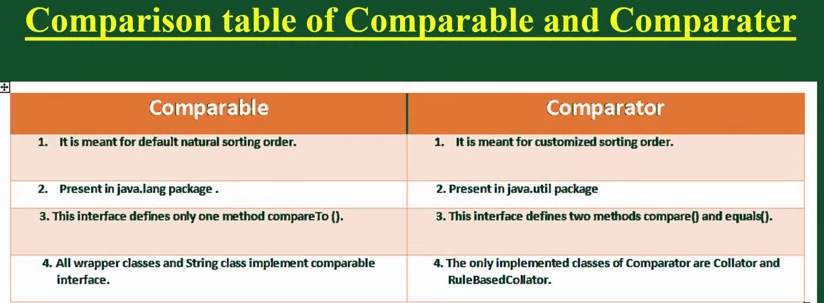 Comparison table of Comparable and Comparater
Comparable
Comparator
1. It is meant for default natural sorting order.
1. It is meant for customized sorting order.
2. Present in java.lang package .
2. Present in java.util package
3. This interface defines only one method compareTo ().
3. This interface defines two methods compare() and equals().
4. All wrapper classes and String class implement comparable
interface.
4. The only implemented classes of Comparator are Collator and
RuleBasedCollator.